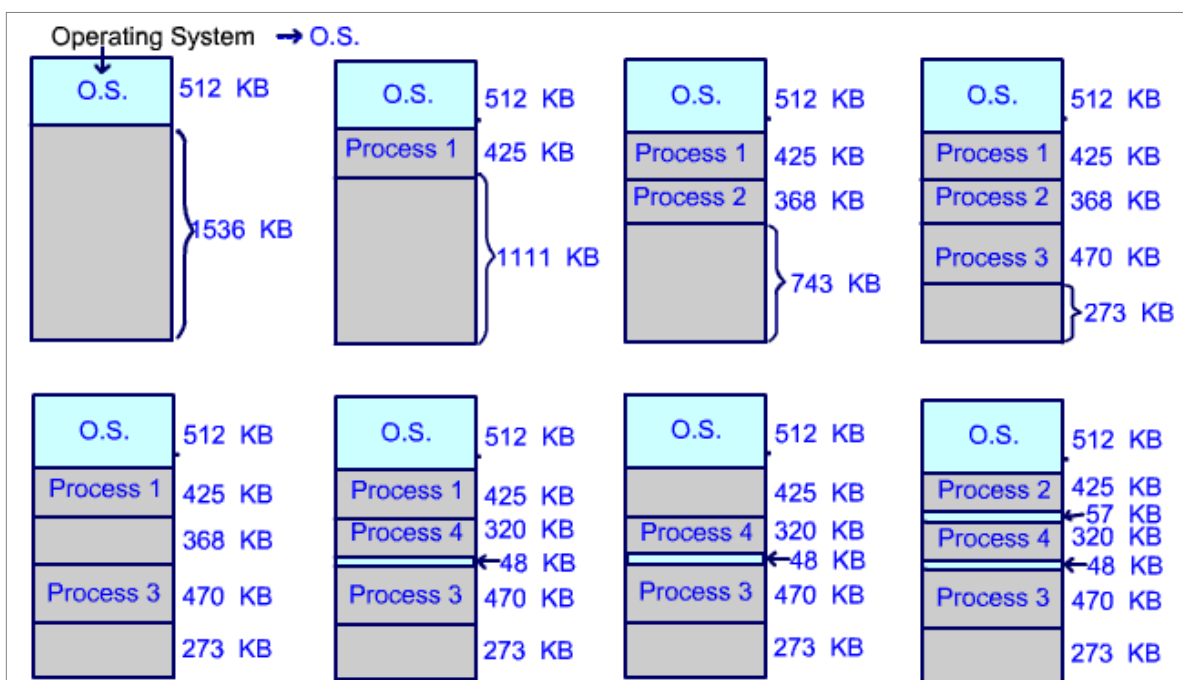 Operating System → O.S.
O.S.
512 KB
1536 KB
O.S.
512 KB
Process 1
425 KB
1111 KB
O.S.
512 KB
Process 1
425 KB
Process 2
368 KB
743 KB
O.S.
512 KB
Process 1
425 KB
Process 2
368 KB
Process 3
470 KB
273 KB
O.S.
512 KB
Process 1
425 KB
368 KB
Process 3
470 KB
273 KB
O.S.
512 KB
Process 1
425 KB
Process 4
320 KB
48 KB
Process 3
470 KB
273 KB
O.S.
512 KB
425 KB
Process 4
320 KB
48 KB
Process 3
470 KB
273 KB
O.S.
512 KB
Process 2
425 KB
57 KB
Process 4
320 KB
48 KB
Process 3
470 KB
273 KB